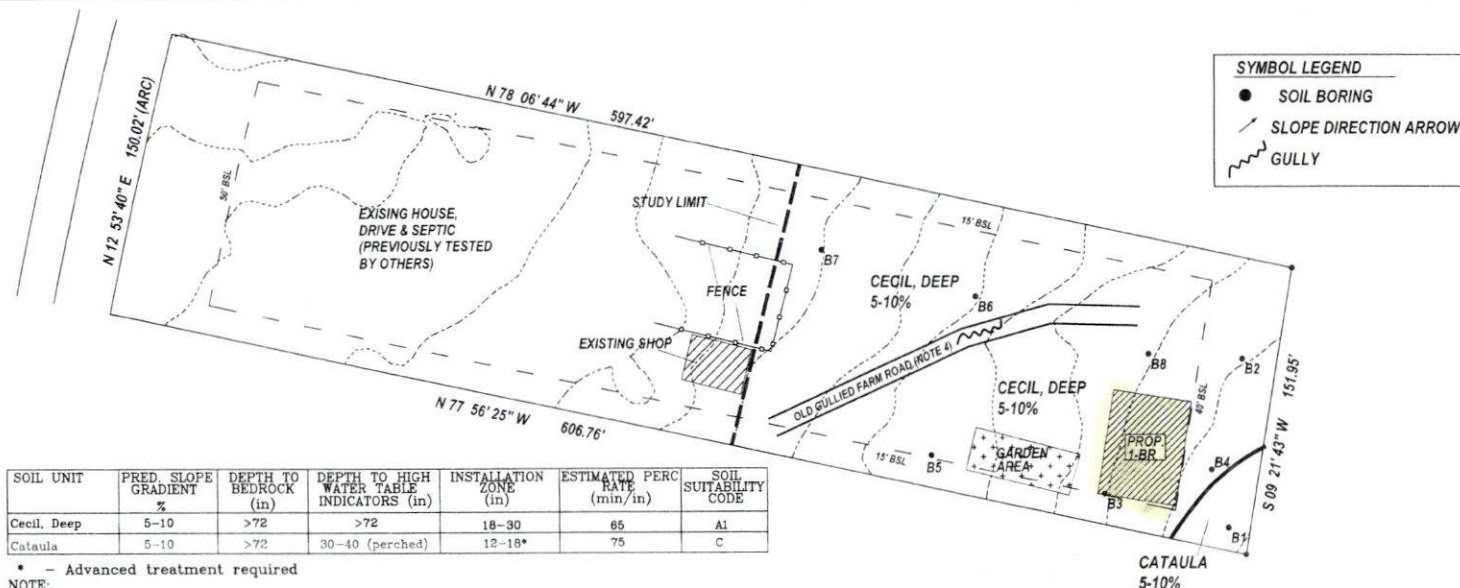 N 78 06' 44" W 597.42'
N 12 53' 40" E 150.02' (ARC)
50' BSL
EXISING HOUSE,
DRIVE & SEPTIC
(PREVIOUSLY TESTED
BY OTHERS)
STUDY LIMIT
FENCE
EXISTING SHOP
N 77 56' 25" W 606.76'
SYMBOL LEGEND
SOIL BORING
SLOPE DIRECTION ARROW
GULLY
15' BSL
B7
CECIL, DEEP
5-10%
B6
OLD GULLIED FARM ROAD (NOTE 4)
CECIL, DEEP
5-10%
B8
B2
40' BSL
S 09 21' 43" W 151.95'
PROP.
1-BR
GARDEN
AREA
15' BSL
B5
B4
B3
B1
CATAULA
5-10%
SOIL UNIT PRED. SLOPE GRADIENT % DEPTH TO BEDROCK (in) DEPTH TO HIGH WATER TABLE INDICATORS (in) INSTALLATION ZONE (in) ESTIMATED PERC RATE (min/in) SOIL SUITABILITY CODE
Cecil, Deep 5-10 >72 >72 18-30 65 A1
Cataula 5-10 >72 30-40 (perched) 12-18* 75 C
* - Advanced treatment required
NOTE: